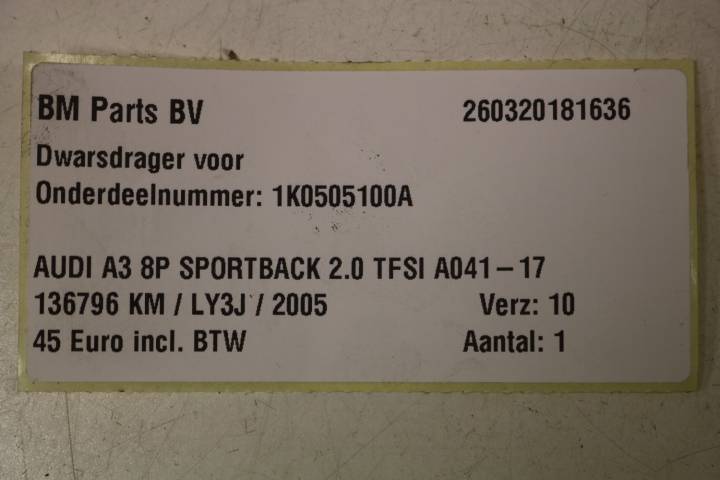 BM Parts BV 260320181636
Dwarsdrager voor
Onderdeelnummer: 1K0505100A
AUDI A3 8P SPORTBACK 2.0 TFSI A041-17
136796 KM / LY3J / 2005 Verz: 10
45 Euro incl. BTW Aantal: 1